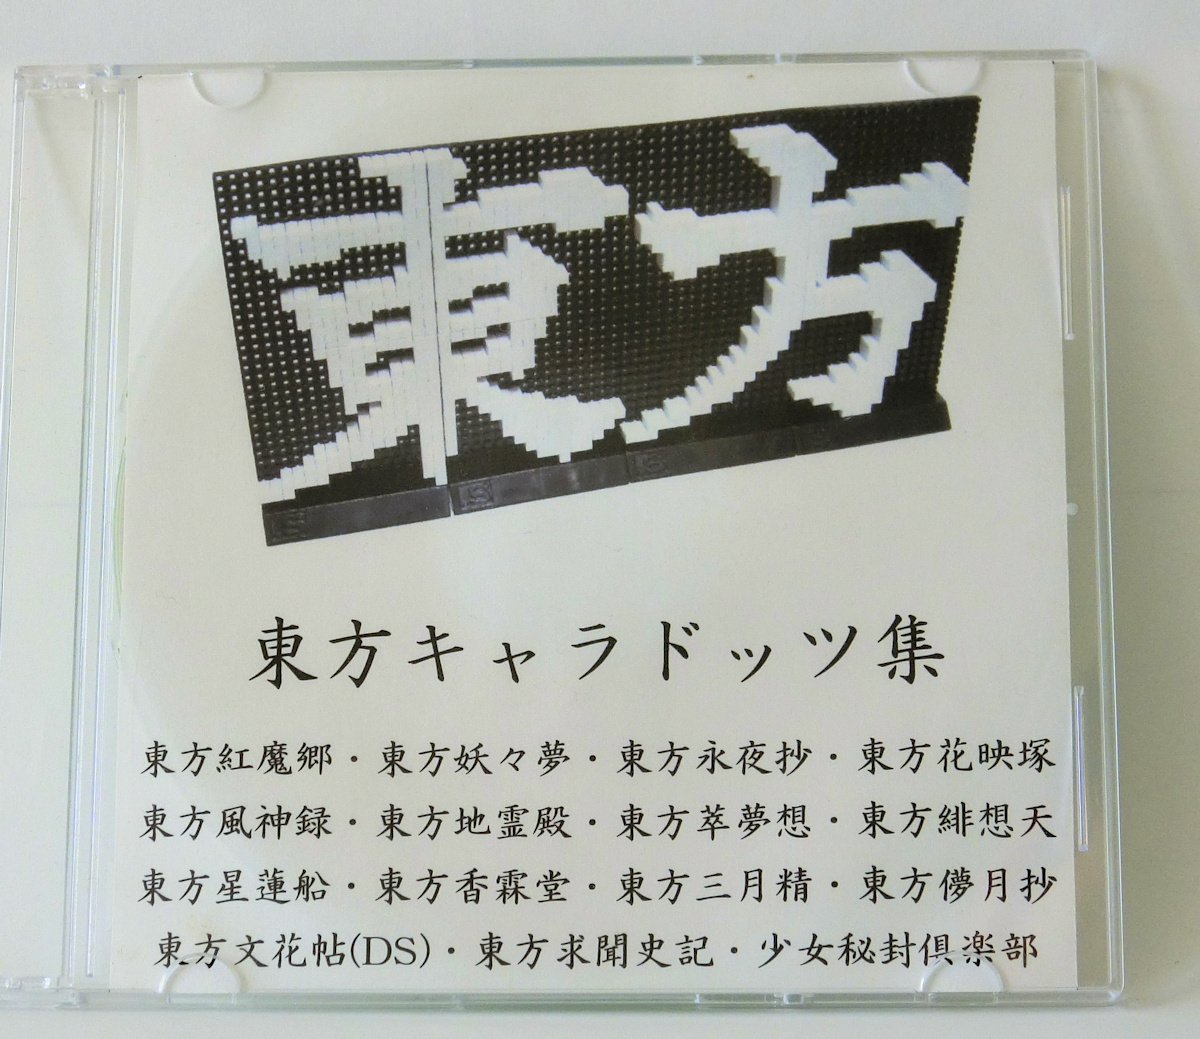 東方
東方キャラドッツ集
東方紅魔郷・東方妖々夢・東方永夜抄・東方花映塚
東方風神録・東方地霊殿・東方萃夢想・東方緋想天
東方星蓮船・東方香霖堂・東方三月精・東方儚月抄
東方文花帖(DS)・東方求聞史記・少女秘封倶楽部